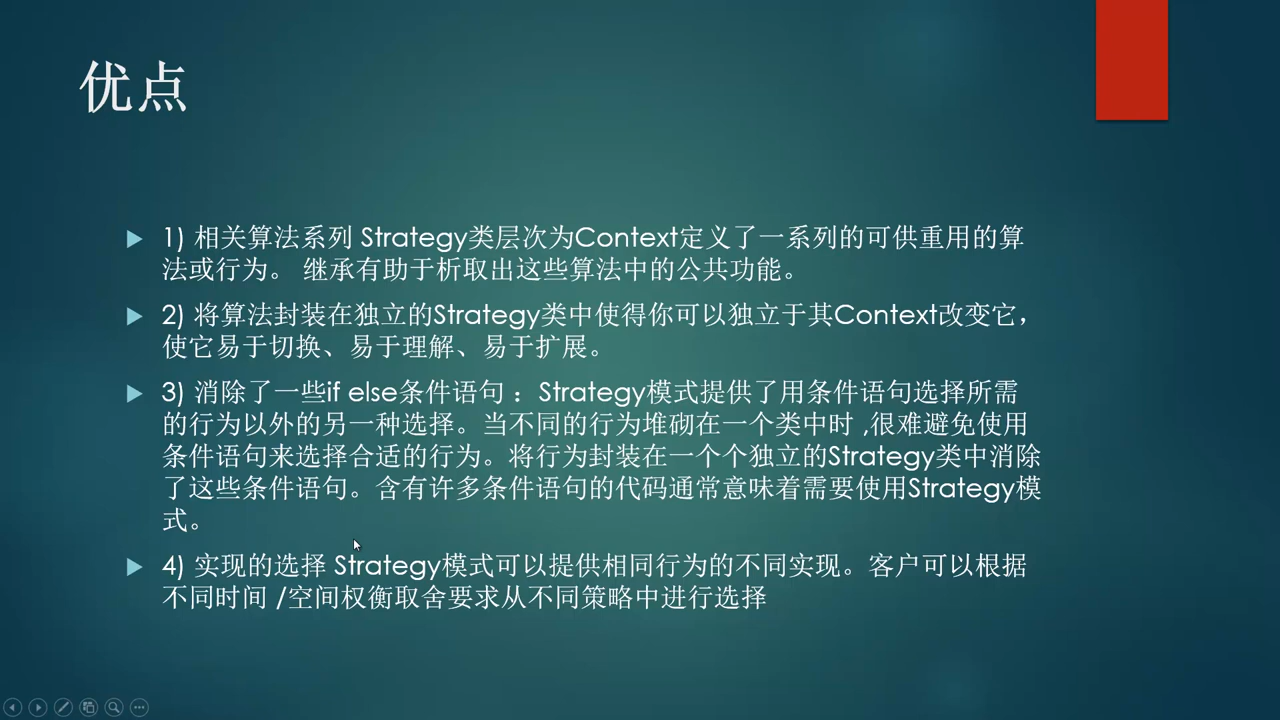 优点
1) 相关算法系列 Strategy类层次为Context定义了一系列的可供重用的算
法或行为。 继承有助于析取出这些算法中的公共功能。
2) 将算法封装在独立的Strategy类中使得你可以独立于其Context改变它，
使它易于切换、易于理解、易于扩展。
3) 消除了一些if else条件语句 ：Strategy模式提供了用条件语句选择所需
的行为以外的另一种选择。当不同的行为堆砌在一个类中时 ,很难避免使用
条件语句来选择合适的行为。将行为封装在一个个独立的Strategy类中消除
了这些条件语句。含有许多条件语句的代码通常意味着需要使用Strategy模
式。
4) 实现的选择 Strategy模式可以提供相同行为的不同实现。客户可以根据
不同时间 /空间权衡取舍要求从不同策略中进行选择